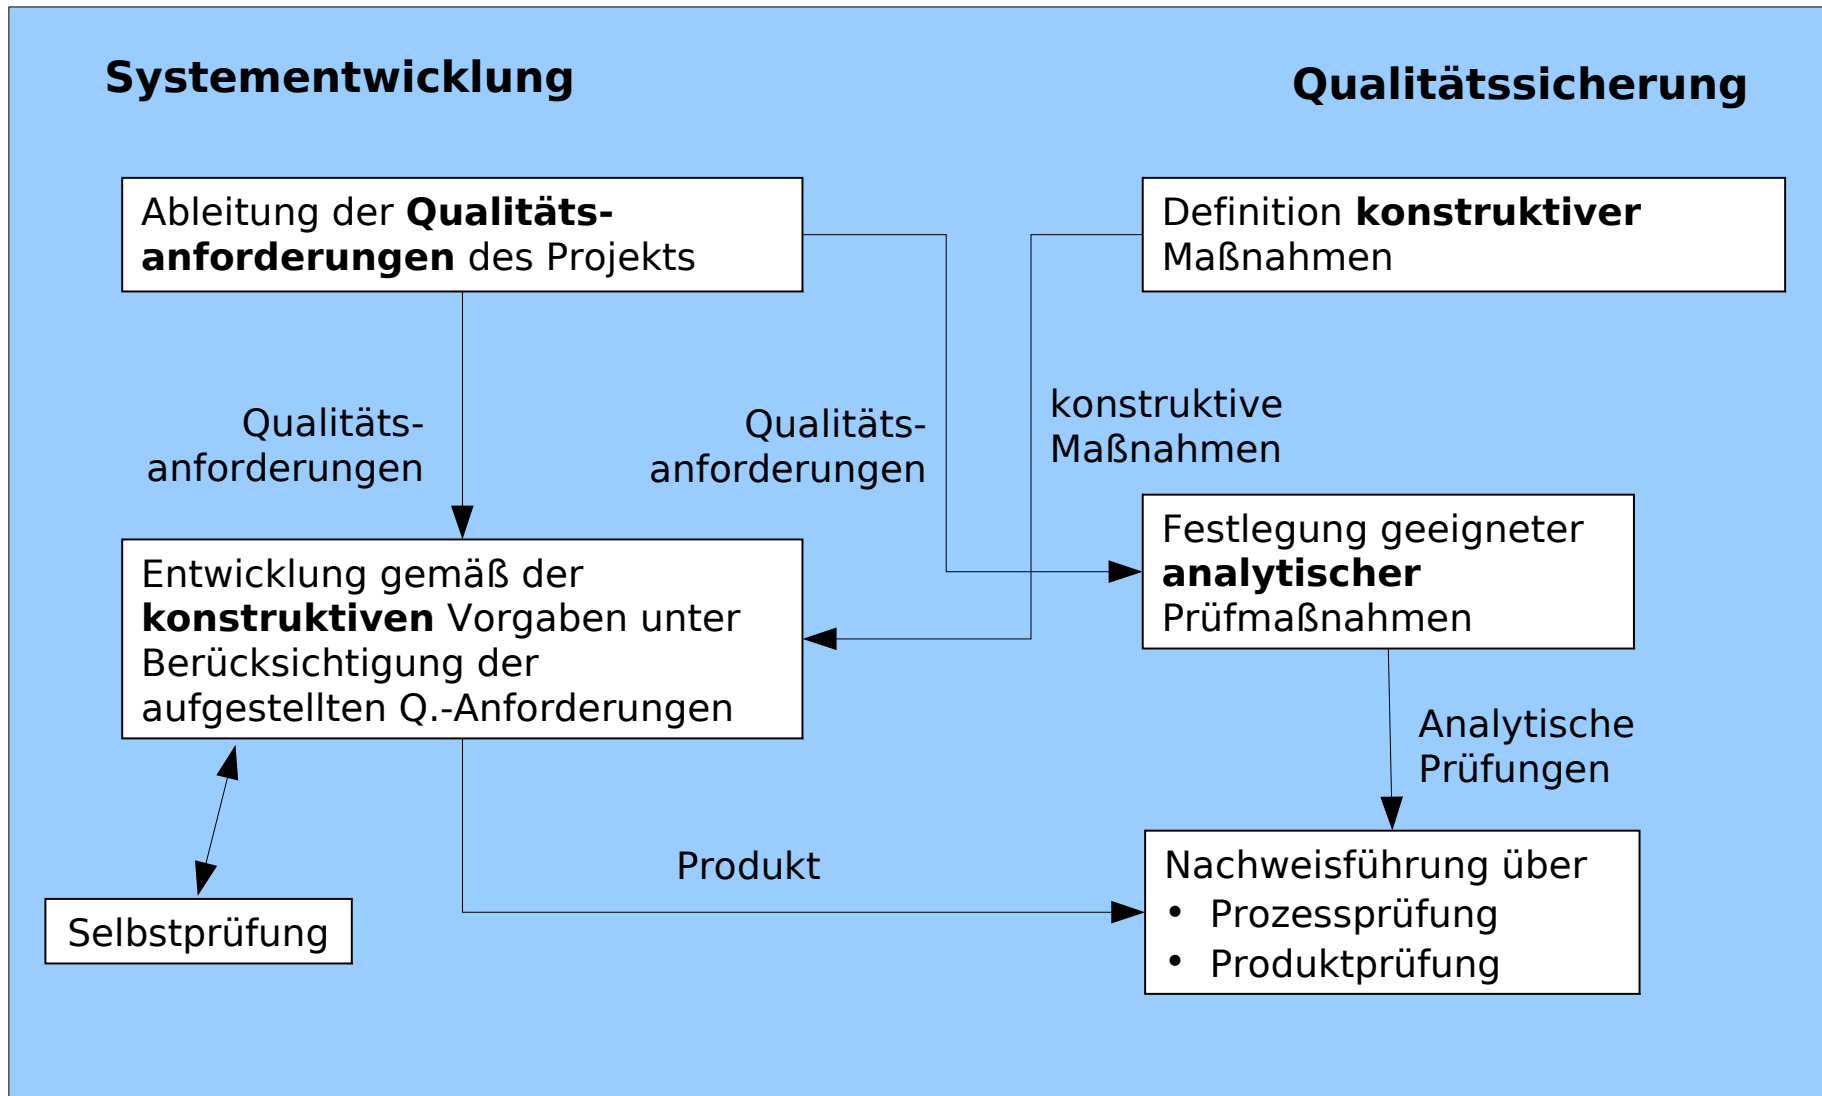 Systementwicklung
Qualitätssicherung
Ableitung der Qualitäts-
anforderungen des Projekts
Definition konstruktiver
Maßnahmen
Qualitäts-
anforderungen
Qualitäts-
anforderungen
konstruktive
Maßnahmen
Entwicklung gemäß der
konstruktiven Vorgaben unter
Berücksichtigung der
aufgestellten Q.-Anforderungen
Festlegung geeigneter
analytischer
Prüfmaßnahmen
Analytische
Prüfungen
Selbstprüfung
Produkt
Nachweisführung über
• Prozessprüfung
• Produktprüfung